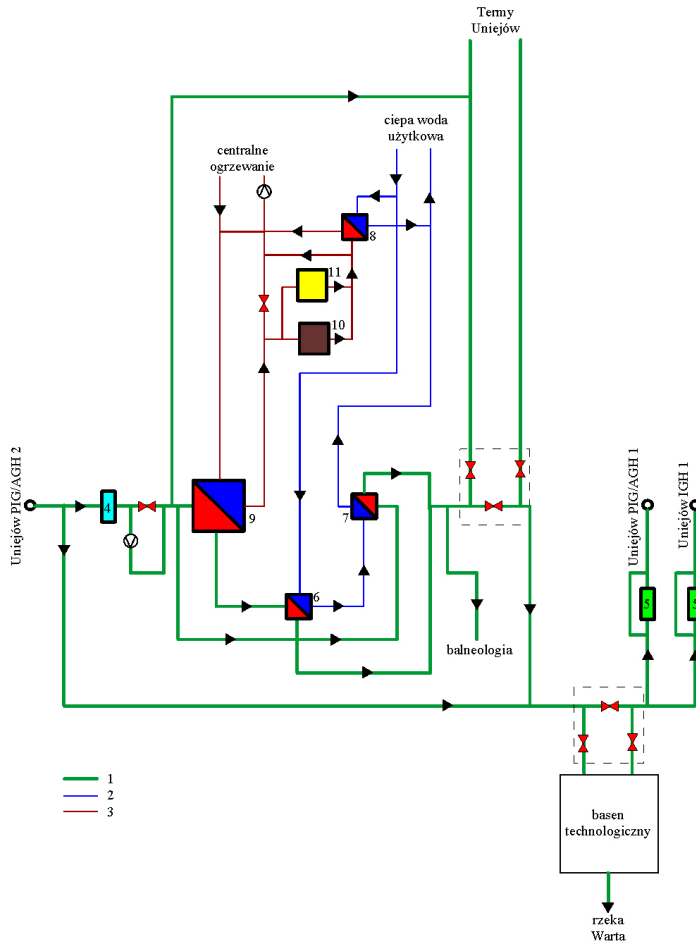 Termy
Uniejów
ciepa woda
użytkowa
centralne
ogrzewanie
8
11
10
Uniejów PIG/AGH 2
4
9
7
6
Uniejów PIG/AGH 1
Uniejów IGH 1
5
5
balneologia
1
2
3
basen
technologiczny
rzeka
Warta